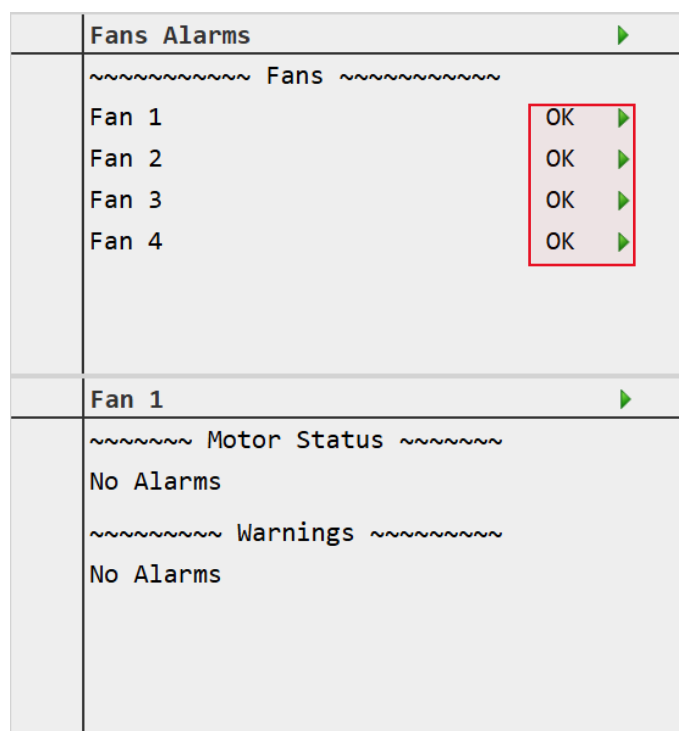 Fans Alarms
~~~~~~~~~~~ Fans ~~~~~~~~~~~
Fan 1 OK
Fan 2 OK
Fan 3 OK
Fan 4 OK
Fan 1
~~~~~~~ Motor Status ~~~~~~~
No Alarms
~~~~~~~~~ Warnings ~~~~~~~~~
No Alarms